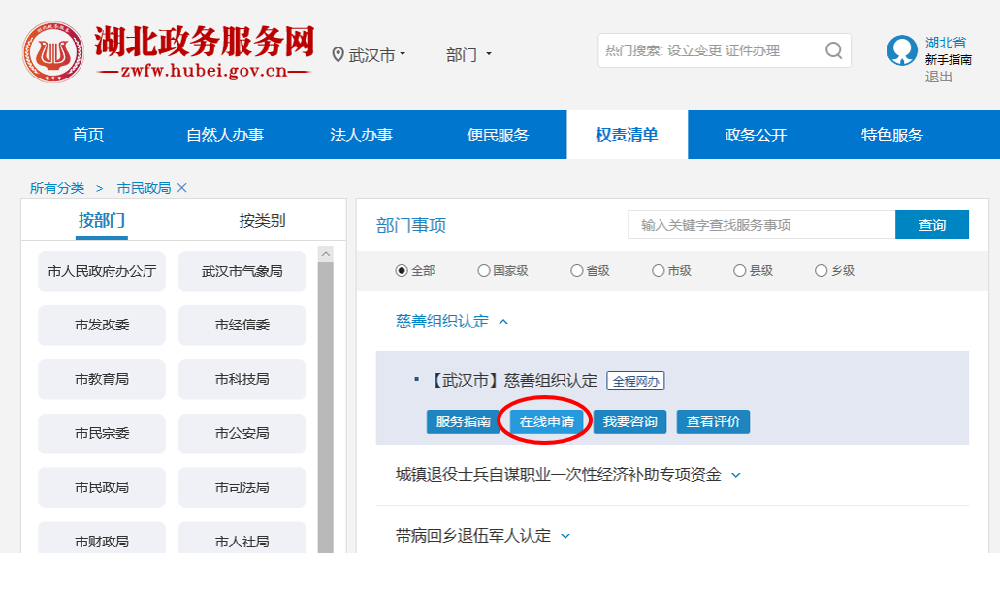 湖北政务服务网
zwfw.hubei.gov.cn
武汉市
部门
热门搜索: 设立变更 证件办理
湖北省...
新手指南
退出
首页 自然人办事 法人办事 便民服务 权责清单 政务公开 特色服务
所有分类 > 市民政局 ×
按部门 按类别
市人民政府办公厅 武汉市气象局
市发改委 市经信委
市教育局 市科技局
市民宗委 市公安局
市民政局 市司法局
市财政局 市人社局
部门事项
输入关键字查找服务事项 查询
全部 国家级 省级 市级 县级 乡级
慈善组织认定
【武汉市】慈善组织认定 全程网办
服务指南 在线申请 我要咨询 查看评价
城镇退役士兵自谋职业一次性经济补助专项资金
带病回乡退伍军人认定